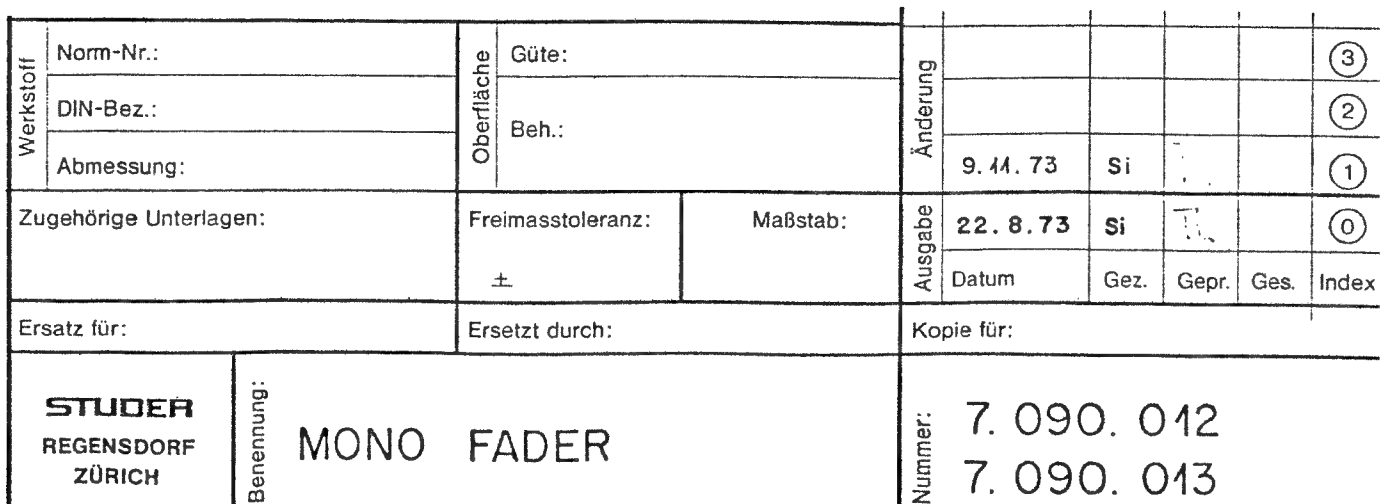 Werkstoff
Norm-Nr.:
DIN-Bez.:
Abmessung:
Oberfläche
Güte:
Beh.:
Änderung
3
2
9.11.73 Si 1
Zugehörige Unterlagen:
Freimasstoleranz:
±
Maßstab:
Ausgabe
22.8.73 Si 0
Datum Gez. Gepr. Ges. Index
Ersatz für:
Ersetzt durch:
Kopie für:
STUDER
REGENSDORF
ZÜRICH
Benennung:
MONO FADER
Nummer:
7. 090. 012
7. 090. 013